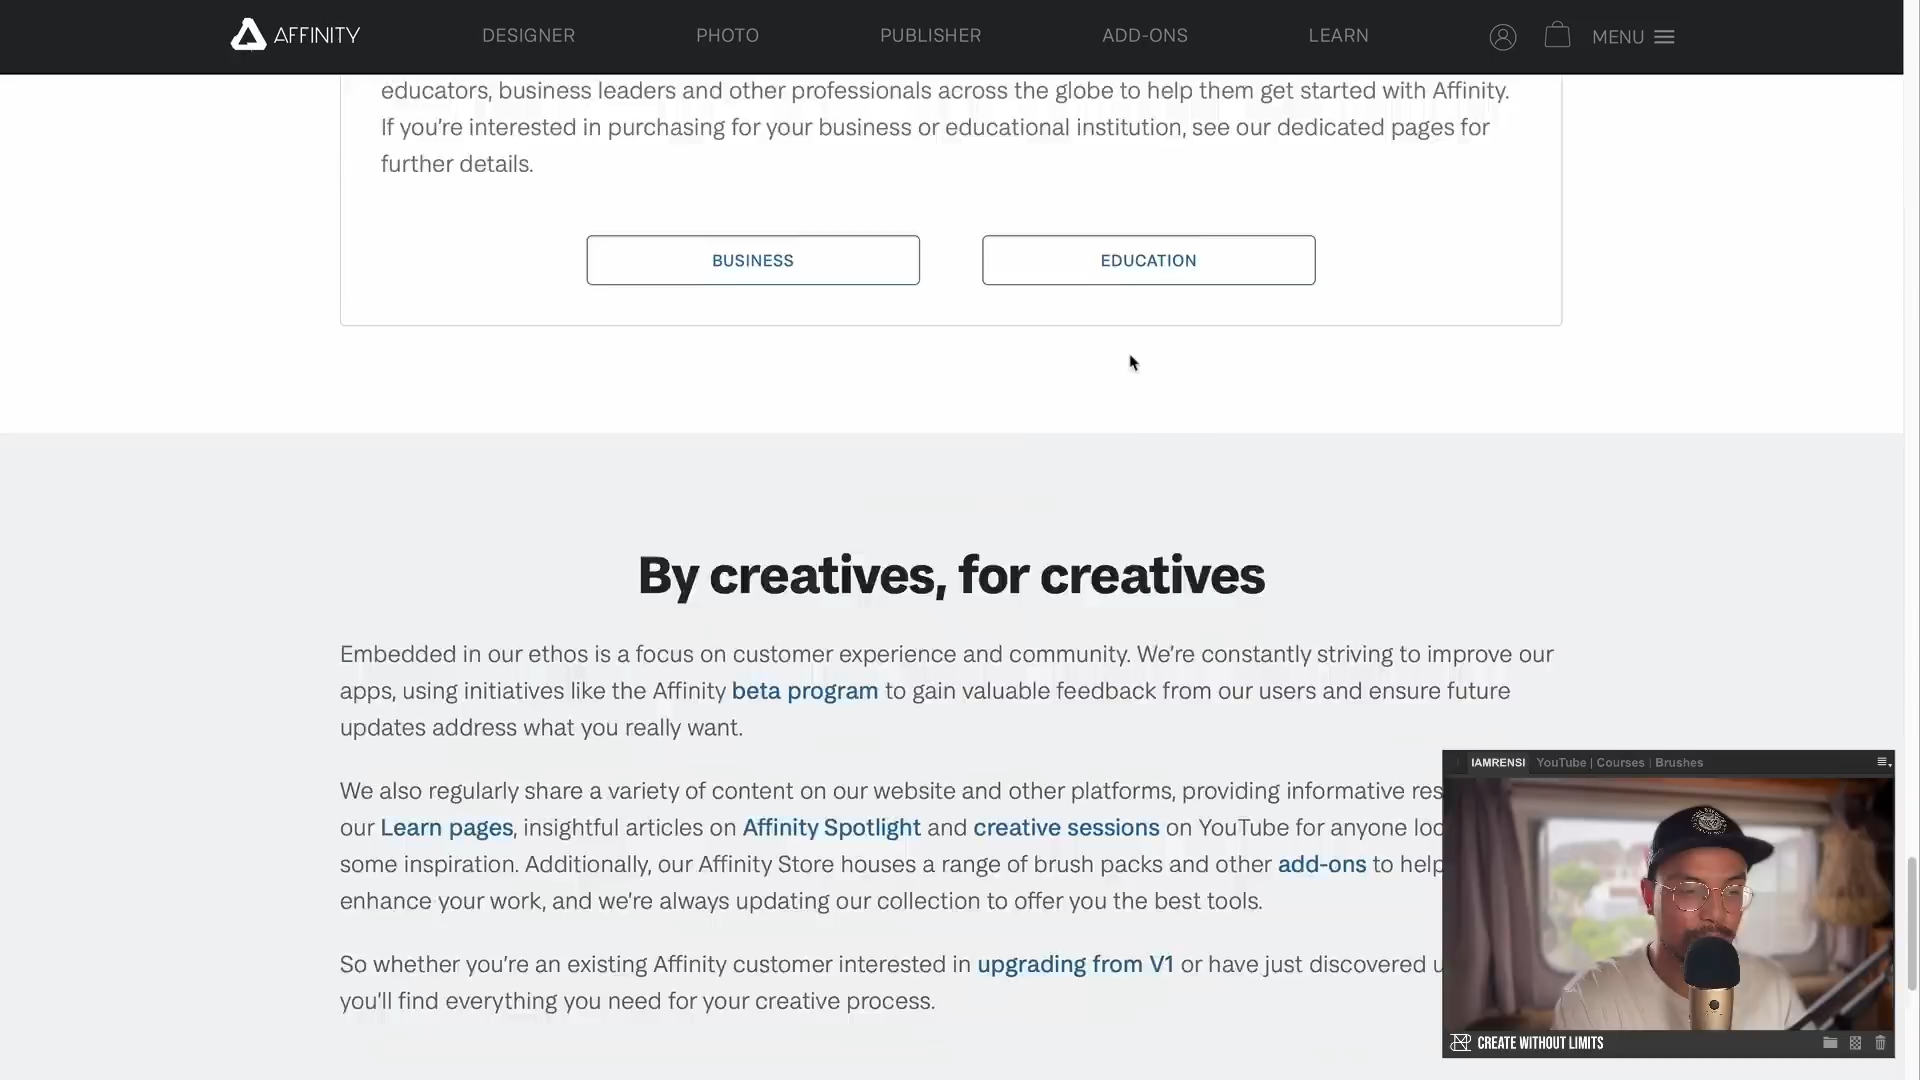 AFFINITY DESIGNER PHOTO PUBLISHER ADD-ONS LEARN MENU
educators, business leaders and other professionals across the globe to help them get started with Affinity.
If you’re interested in purchasing for your business or educational institution, see our dedicated pages for
further details.
BUSINESS EDUCATION
By creatives, for creatives
Embedded in our ethos is a focus on customer experience and community. We’re constantly striving to improve our
apps, using initiatives like the Affinity beta program to gain valuable feedback from our users and ensure future
updates address what you really want.
We also regularly share a variety of content on our website and other platforms, providing informative res
our Learn pages, insightful articles on Affinity Spotlight and creative sessions on YouTube for anyone loo
some inspiration. Additionally, our Affinity Store houses a range of brush packs and other add-ons to help
enhance your work, and we’re always updating our collection to offer you the best tools.
So whether you’re an existing Affinity customer interested in upgrading from V1 or have just discovered u
you’ll find everything you need for your creative process.
IAMRENSI YouTube | Courses | Brushes
CREATE WITHOUT LIMITS